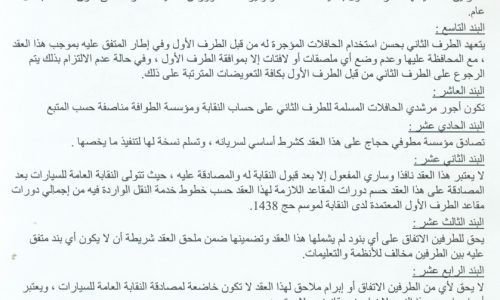 عام.
البند التاسع :
يتعهد الطرف الثاني بحسن استخدام الحافلات المؤجرة له من قبل الطرف الأول وفي إطار المتفق عليه بموجب هذا العقد
، مع المحافظة عليها وعدم وضع أي ملصقات أو لافتات إلا بموافقة الطرف الأول ، وفي حالة عدم الالتزام بذلك يتم
الرجوع على الطرف الثاني من قبل الطرف الأول بكافة التعويضات المترتبة على ذلك.
البند العاشر :
تكون أجور مرشدي الحافلات المسلمة للطرف الثاني على حساب النقابة ومؤسسة الطوافة مناصفة حسب المتبع
البند الحادي عشر :
تصادق مؤسسة مطوفي حجاج على هذا العقد كشرط أساسي لسريانه ، وتسلم نسخة لها لتنفيذ ما يخصها .
البند الثاني عشر :
لا يعتبر هذا العقد نافذا وساري المفعول إلا بعد قبول النقابة له والمصادقة عليه ، حيث تتولى النقابة العامة للسيارات بعد
المصادقة على هذا العقد حسم دورات المقاعد اللازمة لهذا العقد حسب خطوط خدمة النقل الواردة فيه من إجمالي دورات
مقاعد الطرف الأول المعتمدة لدى النقابة لموسم حج 1438.
البند الثالث عشر :
يحق للطرفين الاتفاق على أي بنود لم يشملها هذا العقد وتضمينها ضمن ملحق العقد شريطة أن لا يكون أي بند متفق
عليه بين الطرفين مخالف للأنظمة والتعليمات.
البند الرابع عشر :
لا يحق لأي من الطرفين الاتفاق أو إبرام ملاحق لهذا العقد لا تكون خاضعة لمصادقة النقابة العامة للسيارات ، ويعتبر